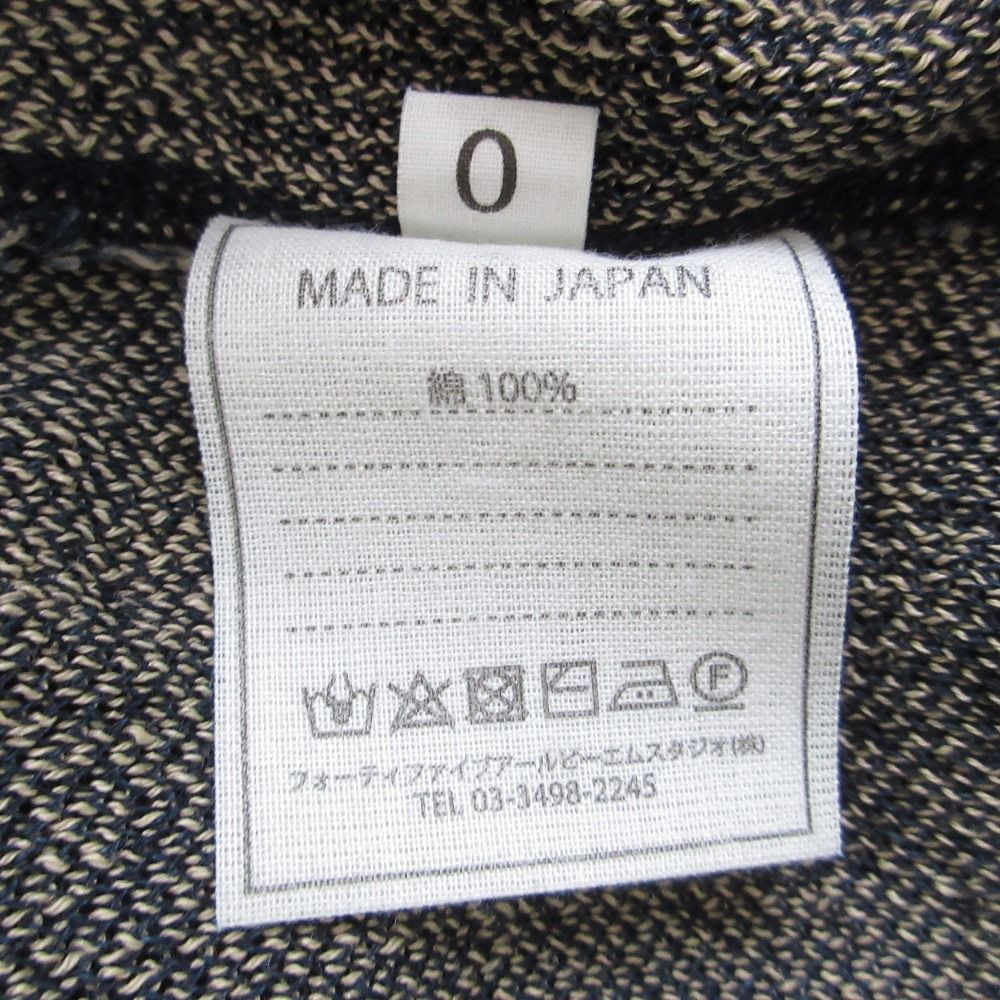 0
MADE IN JAPAN
綿 100%
F
フォーティファイブアールピーエムスタジオ(株)
TEL 03-3498-2245